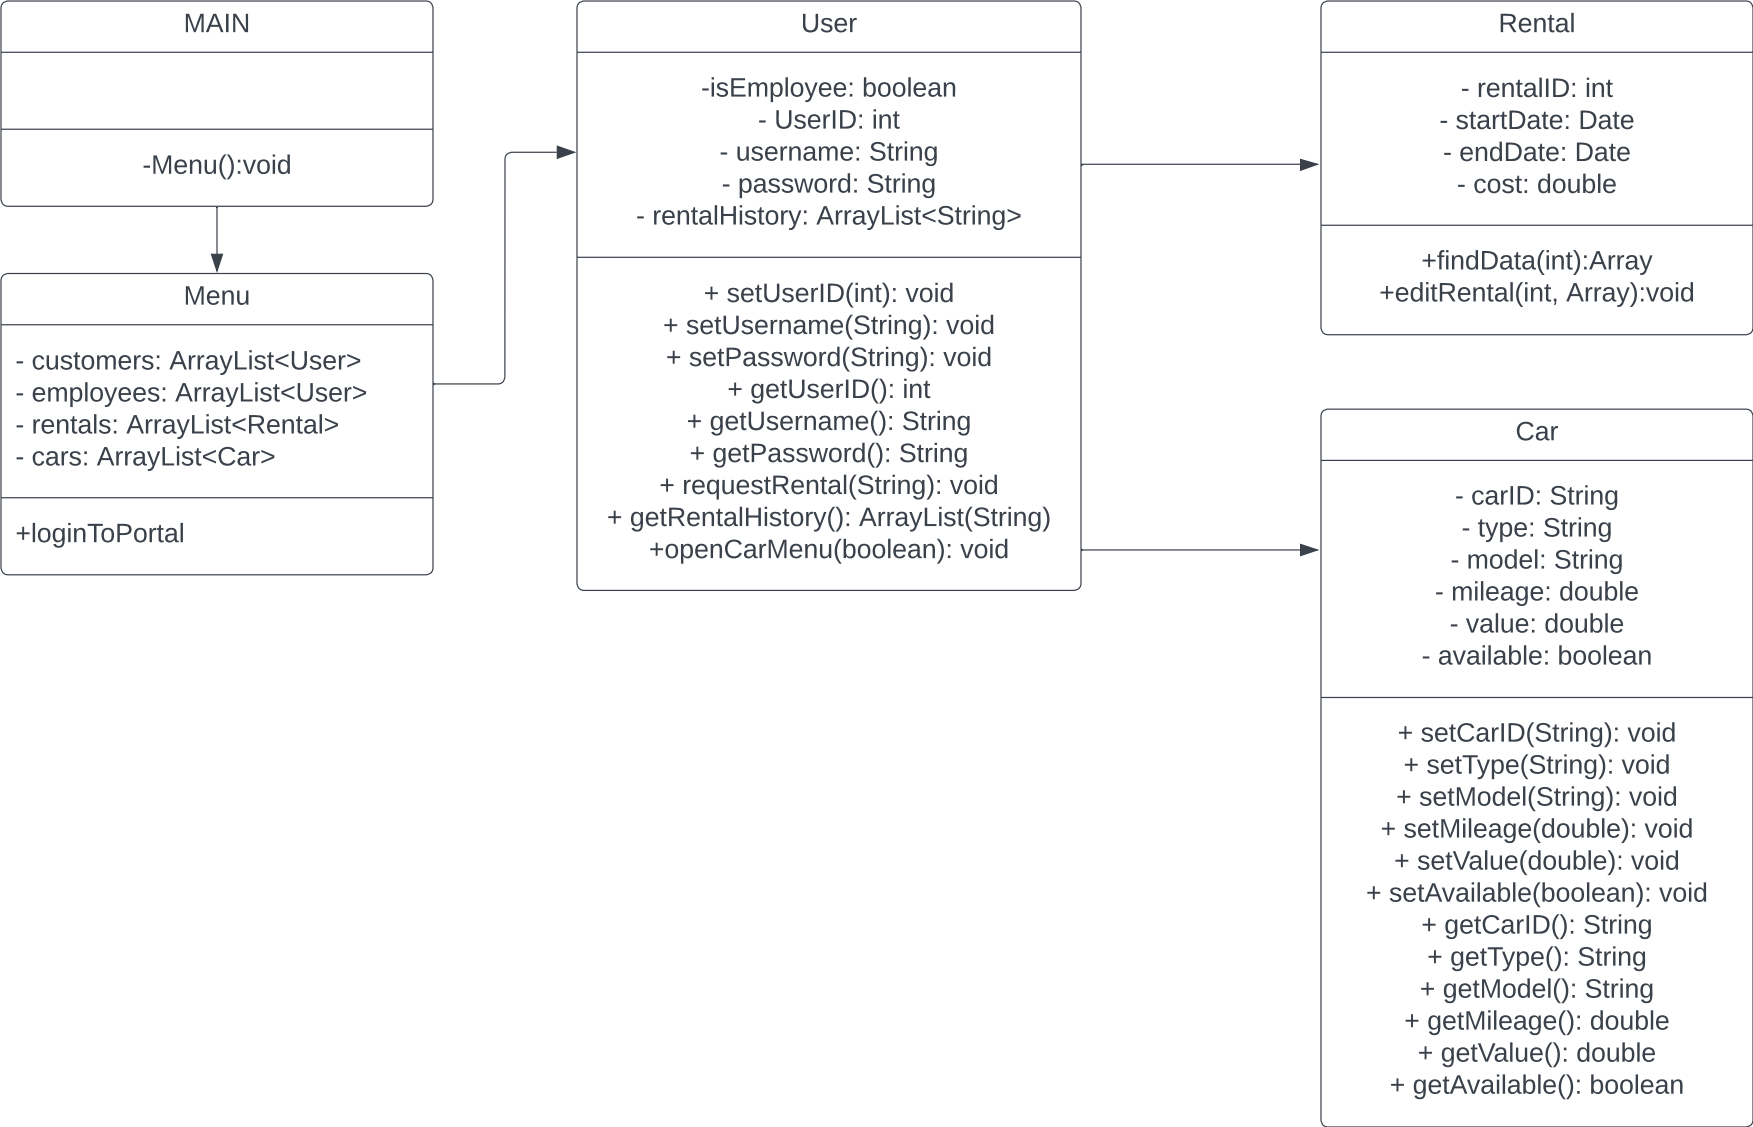 MAIN
-Menu():void
Menu
- customers: ArrayList<User>
- employees: ArrayList<User>
- rentals: ArrayList<Rental>
- cars: ArrayList<Car>
+loginToPortal
User
-isEmployee: boolean
- UserID: int
- username: String
- password: String
- rentalHistory: ArrayList<String>
+ setUserID(int): void
+ setUsername(String): void
+ setPassword(String): void
+ getUserID(): int
+ getUsername(): String
+ getPassword(): String
+ requestRental(String): void
+ getRentalHistory(): ArrayList(String)
+openCarMenu(boolean): void
Rental
- rentalID: int
- startDate: Date
- endDate: Date
- cost: double
+findData(int):Array
+editRental(int, Array):void
Car
- carID: String
- type: String
- model: String
- mileage: double
- value: double
- available: boolean
+ setCarID(String): void
+ setType(String): void
+ setModel(String): void
+ setMileage(double): void
+ setValue(double): void
+ setAvailable(boolean): void
+ getCarID(): String
+ getType(): String
+ getModel(): String
+ getMileage(): double
+ getValue(): double
+ getAvailable(): boolean